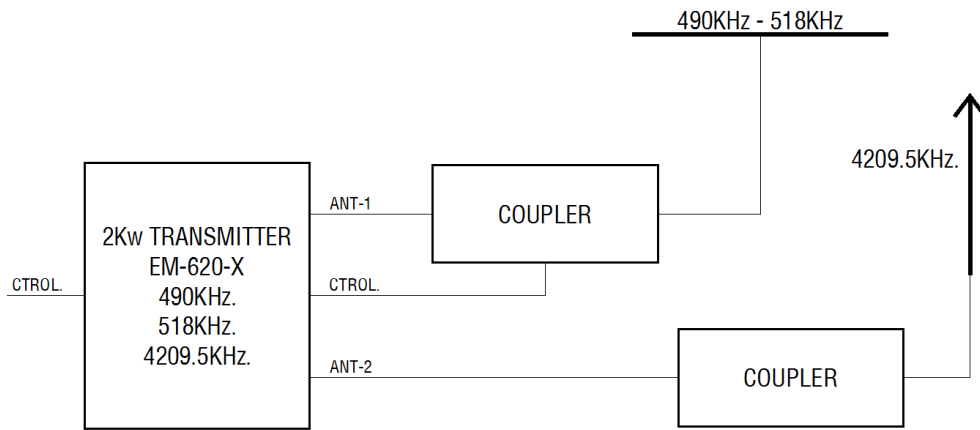 490KHz - 518KHz
4209.5KHz.
ANT-1
COUPLER
2Kw TRANSMITTER
EM-620-X
490KHz.
518KHz.
4209.5KHz.
CTROL.
CTROL.
ANT-2
COUPLER